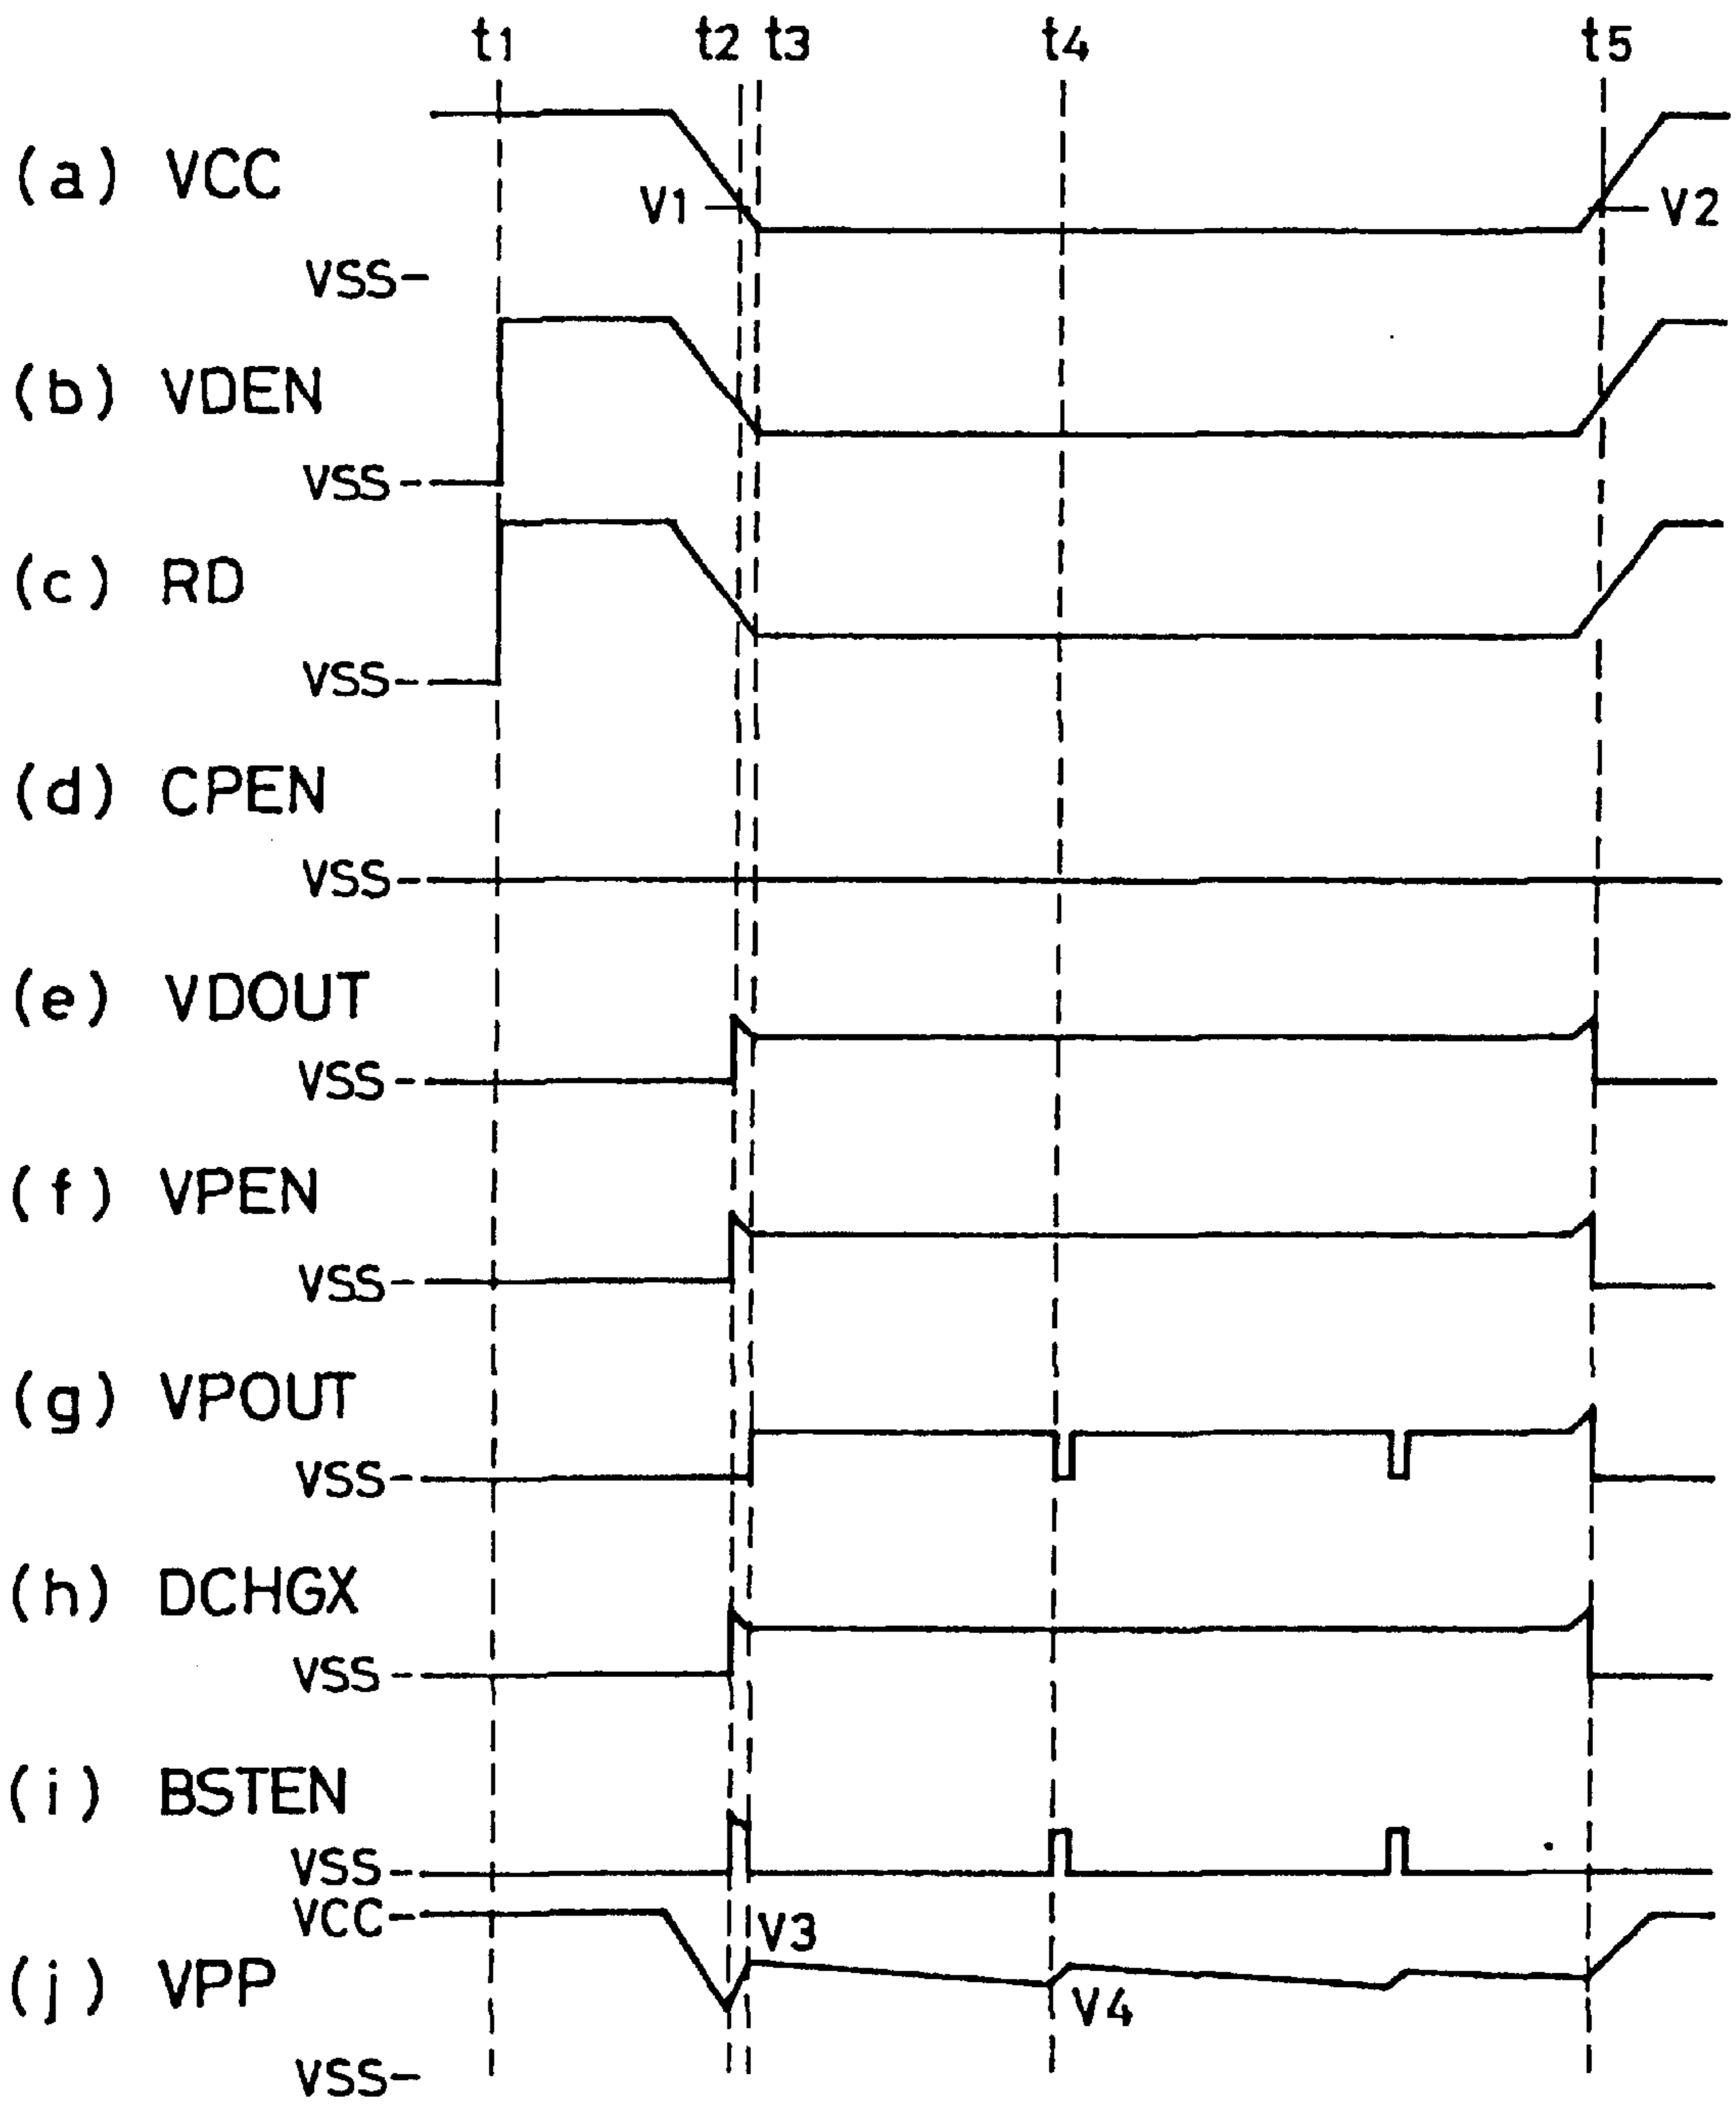 t1 t2 t3 t4 t5
(a) VCC
V1
V2
VSS
(b) VDEN
VSS
(c) RD
VSS
(d) CPEN
VSS
(e) VDOUT
VSS
(f) VPEN
VSS
(g) VPOUT
VSS
(h) DCHGX
VSS
(i) BSTEN
VSS
VCC
V3
(j) VPP
V4
VSS